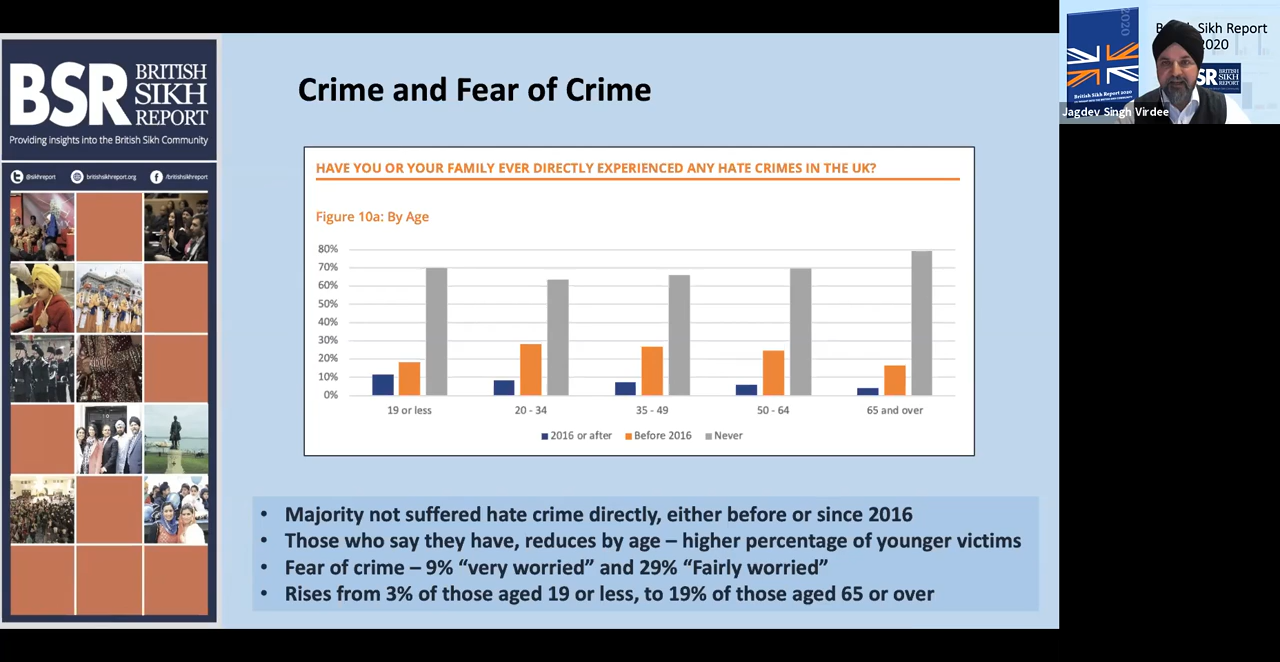 BSR BRITISH
SIKH
REPORT
Providing insights into the British Sikh Community
@sikhreport
britishsikhreport.org
/britishsikhreport
Crime and Fear of Crime
HAVE YOU OR YOUR FAMILY EVER DIRECTLY EXPERIENCED ANY HATE CRIMES IN THE UK?
Figure 10a: By Age
80%
70%
60%
50%
40%
30%
20%
10%
0%
19 or less 20 - 34 35 - 49 50 - 64 65 and over
2016 or after Before 2016 Never
• Majority not suffered hate crime directly, either before or since 2016
• Those who say they have, reduces by age – higher percentage of younger victims
• Fear of crime – 9% “very worried” and 29% “Fairly worried”
• Rises from 3% of those aged 19 or less, to 19% of those aged 65 or over
2020
Sikh Report
2020
SR BRITISH
SIKH
REPORT
British Sikh Report 2020
Jagdev Singh Virdee